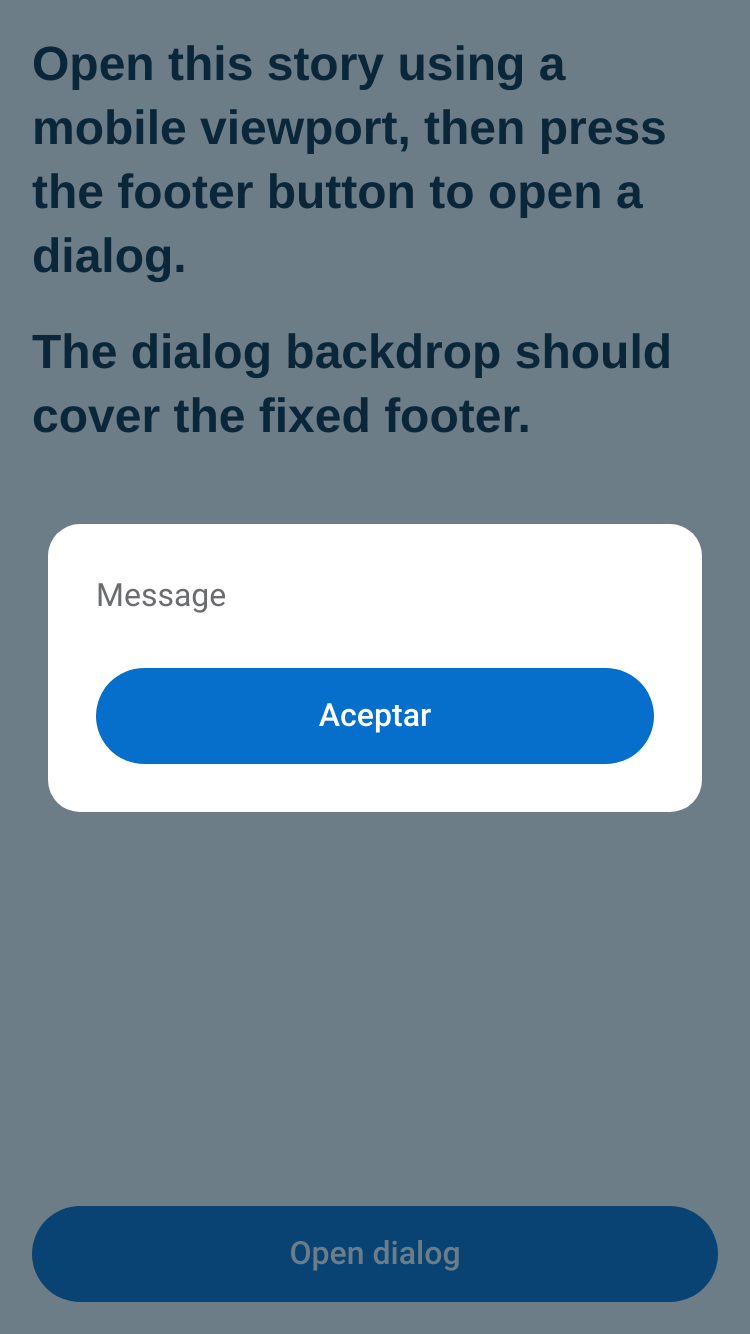 Open this story using a
mobile viewport, then press
the footer button to open a
dialog.
The dialog backdrop should
cover the fixed footer.
Message
Aceptar
Open dialog